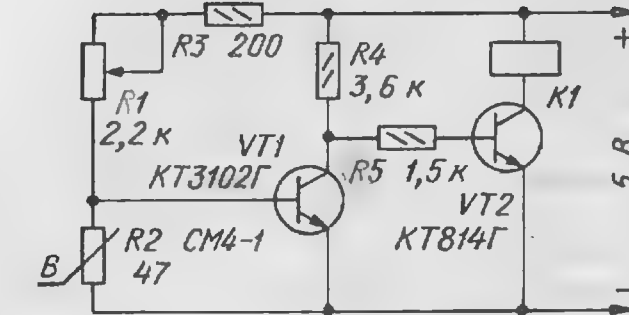 R3 200
+
R4
3,6 к
K1
R1
2,2 к
VT1
КТ3102Г
R5 1,5 к
5 В
VT2
КТ814Г
R2 СМ4-1
47
В
−